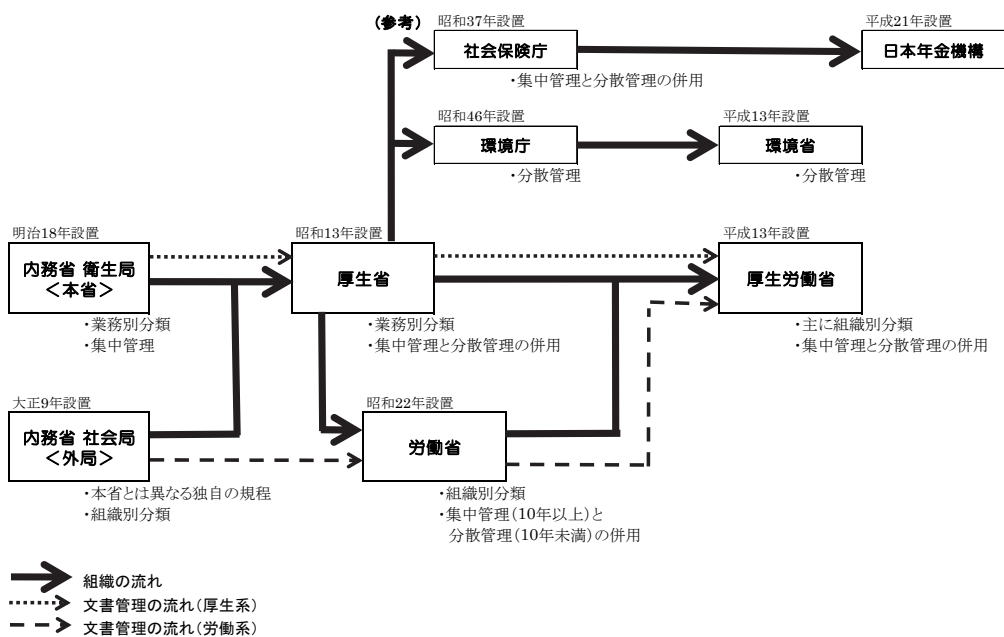 (参考)
昭和37年設置
社会保険庁
・集中管理と分散管理の併用
平成21年設置
日本年金機構
昭和46年設置
環境庁
・分散管理
平成13年設置
環境省
・分散管理
明治18年設置
内務省 衛生局
＜本省＞
・業務別分類
・集中管理
昭和13年設置
厚生省
・業務別分類
・集中管理と分散管理の併用
平成13年設置
厚生労働省
・主に組織別分類
・集中管理と分散管理の併用
大正9年設置
内務省 社会局
＜外局＞
・本省とは異なる独自の規程
・組織別分類
昭和22年設置
労働省
・組織別分類
・集中管理(10年以上)と
分散管理(10年未満)の併用
組織の流れ
文書管理の流れ(厚生系)
文書管理の流れ(労働系)